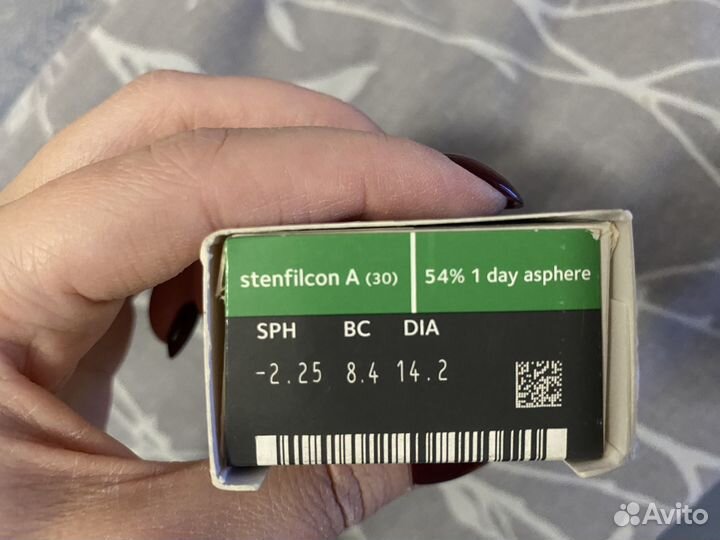 stenfilcon A (30) 54% 1 day asphere
SPH BC DIA
-2.25 8.4 14.2
Avito